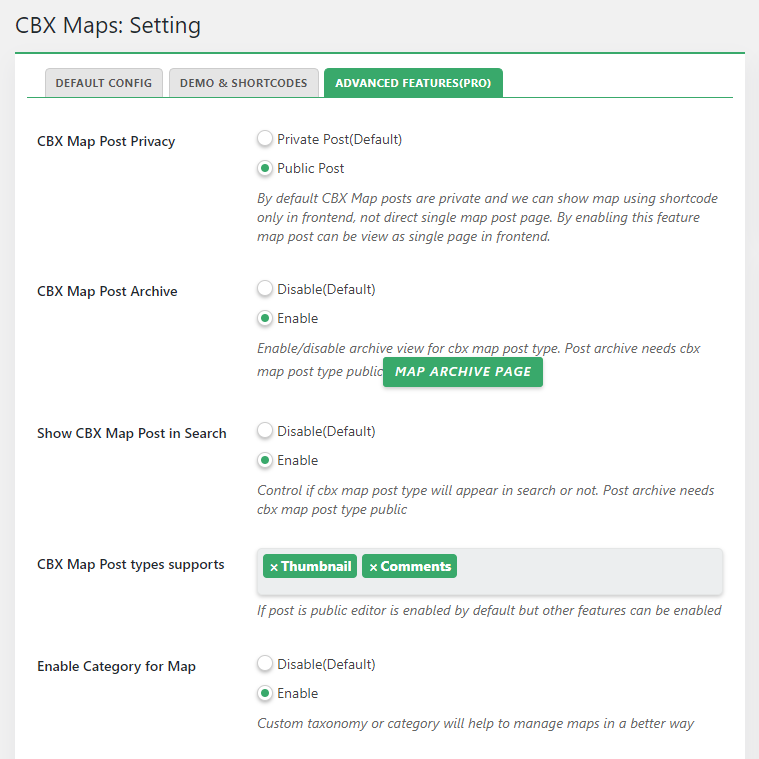 CBX Maps: Setting
DEFAULT CONFIG
DEMO & SHORTCODES
ADVANCED FEATURES(PRO)
CBX Map Post Privacy
Private Post(Default)
Public Post
By default CBX Map posts are private and we can show map using shortcode
only in frontend, not direct single map post page. By enabling this feature
map post can be view as single page in frontend.
CBX Map Post Archive
Disable(Default)
Enable
Enable/disable archive view for cbx map post type. Post archive needs cbx
map post type public MAP ARCHIVE PAGE
Show CBX Map Post in Search
Disable(Default)
Enable
Control if cbx map post type will appear in search or not. Post archive needs
cbx map post type public
CBX Map Post types supports
× Thumbnail × Comments
If post is public editor is enabled by default but other features can be enabled
Enable Category for Map
Disable(Default)
Enable
Custom taxonomy or category will help to manage maps in a better way